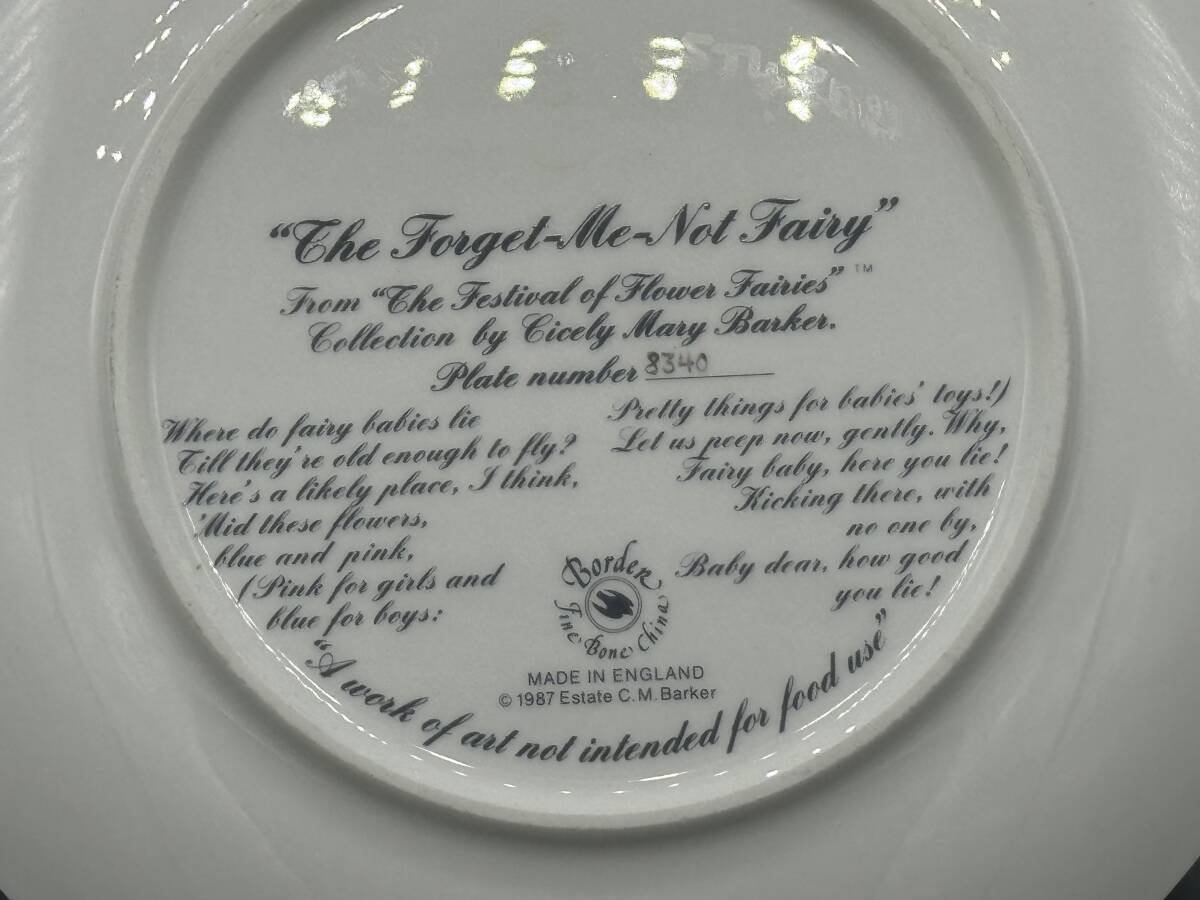 “The Forget-Me-Not Fairy”
From “The Festival of Flower Fairies”™
Collection by Cicely Mary Barker.
Plate number 8340
Where do fairy babies lie
Till they're old enough to fly?
Here's a likely place, I think,
'Mid these flowers,
blue and pink,
(Pink for girls and
blue for boys:
Pretty things for babies' toys!)
Let us peep now, gently. Why,
Fairy baby, here you lie!
Kicking there, with
no one by,
Baby dear, how good
you lie!
Borden
Fine Bone China
MADE IN ENGLAND
© 1987 Estate C.M. Barker
“A work of art not intended for food use”